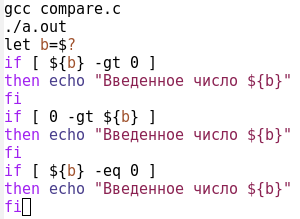 gcc compare.c
./a.out
let b=$?
if [ ${b} -gt 0 ]
then echo "Введенное число ${b}"
fi
if [ 0 -gt ${b} ]
then echo "Введенное число ${b}"
fi
if [ ${b} -eq 0 ]
then echo "Введенное число ${b}"
fi